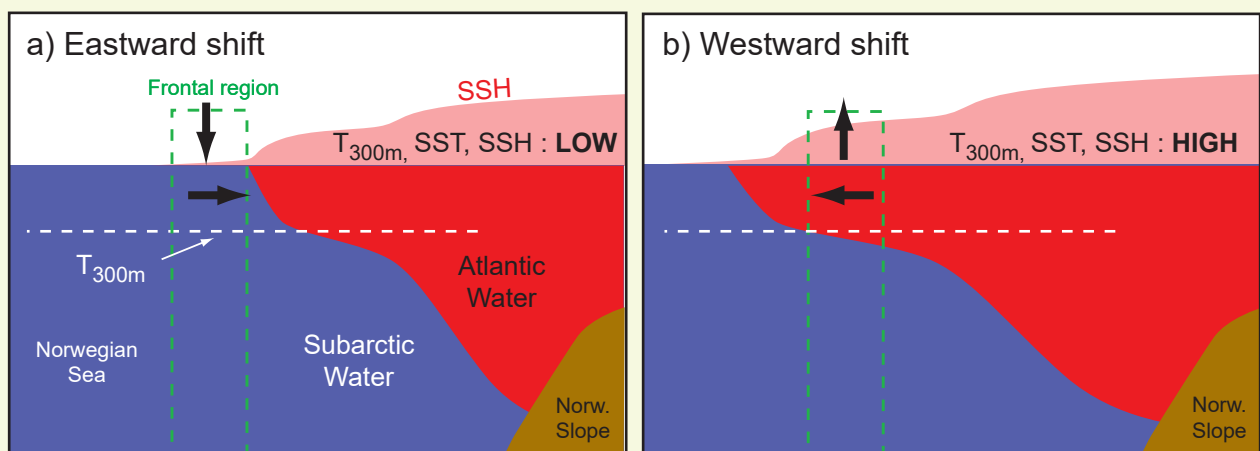 a) Eastward shift
Frontal region
SSH
T300m, SST, SSH : LOW
T300m
Atlantic
Water
Norwegian
Sea
Subarctic
Water
Norw.
Slope
b) Westward shift
T300m, SST, SSH : HIGH
Norw.
Slope